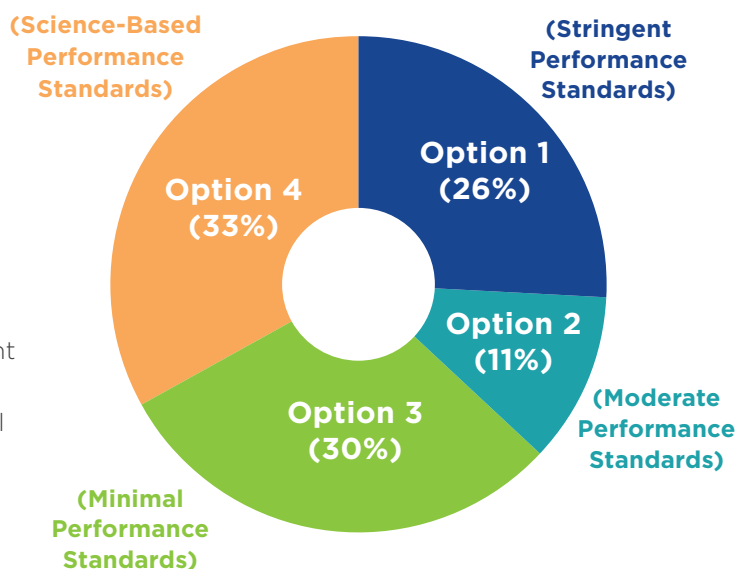 (Science-Based
Performance
Standards)
(Stringent
Performance
Standards)
Option 1
(26%)
Option 4
(33%)
Option 2
(11%)
Option 3
(30%)
(Moderate
Performance
Standards)
(Minimal
Performance
Standards)